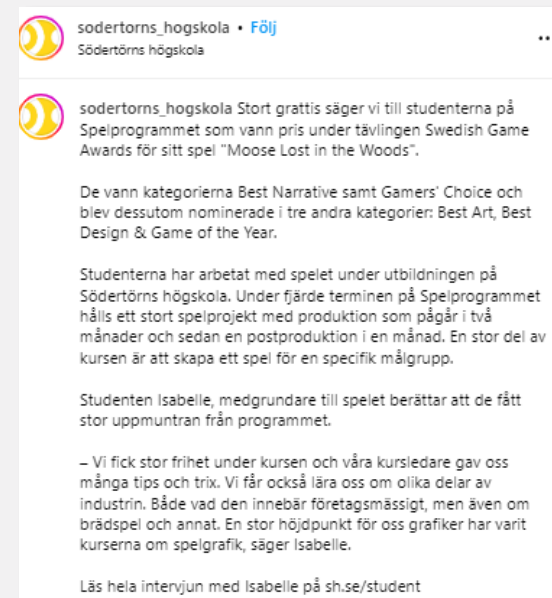 sodertorns_hogskola • Följ
Södertörns högskola
sodertorns_hogskola Stort grattis säger vi till studenterna på
Spelprogrammet som vann pris under tävlingen Swedish Game
Awards för sitt spel "Moose Lost in the Woods".
De vann kategorierna Best Narrative samt Gamers' Choice och
blev dessutom nominerade i tre andra kategorier: Best Art, Best
Design & Game of the Year.
Studenterna har arbetat med spelet under utbildningen på
Södertörns högskola. Under fjärde terminen på Spelprogrammet
hålls ett stort spelprojekt med produktion som pågår i två
månader och sedan en postproduktion i en månad. En stor del av
kursen är att skapa ett spel för en specifik målgrupp.
Studenten Isabelle, medgrundare till spelet berättar att de fått
stor uppmuntran från programmet.
– Vi fick stor frihet under kursen och våra kursledare gav oss
många tips och trix. Vi får också lära oss om olika delar av
industrin. Både vad den innebär företagsmässigt, men även om
brädspel och annat. En stor höjdpunkt för oss grafiker har varit
kurserna om spelgrafik, säger Isabelle.
Läs hela intervjun med Isabelle på sh.se/student